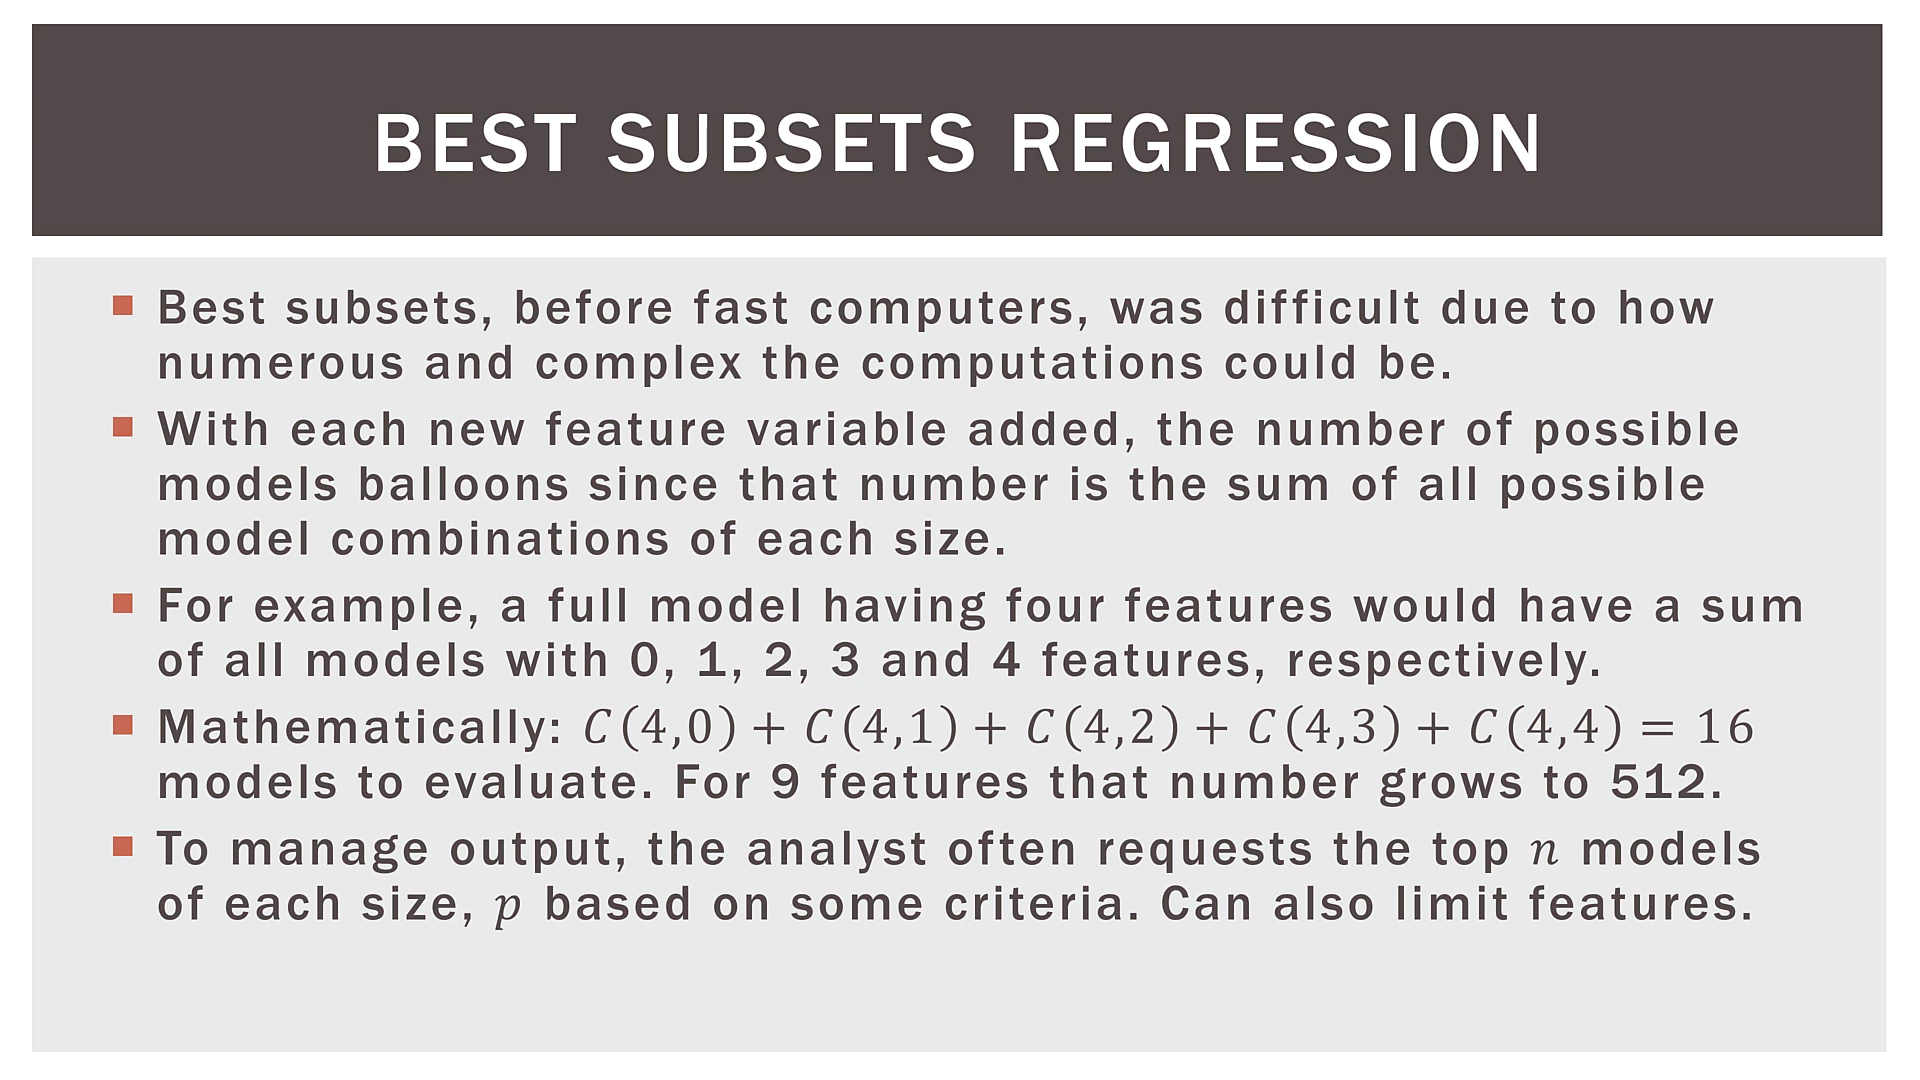 BEST SUBSETS REGRESSION
Best subsets, before fast computers, was difficult due to how
numerous and complex the computations could be.
With each new feature variable added, the number of possible
models balloons since that number is the sum of all possible
model combinations of each size.
For example, a full model having four features would have a sum
of all models with 0, 1, 2, 3 and 4 features, respectively.
Mathematically: 𝐶(4,0) + 𝐶(4,1) + 𝐶(4,2) + 𝐶(4,3) + 𝐶(4,4) = 16
models to evaluate. For 9 features that number grows to 512.
To manage output, the analyst often requests the top 𝑛 models
of each size, 𝑝 based on some criteria. Can also limit features.